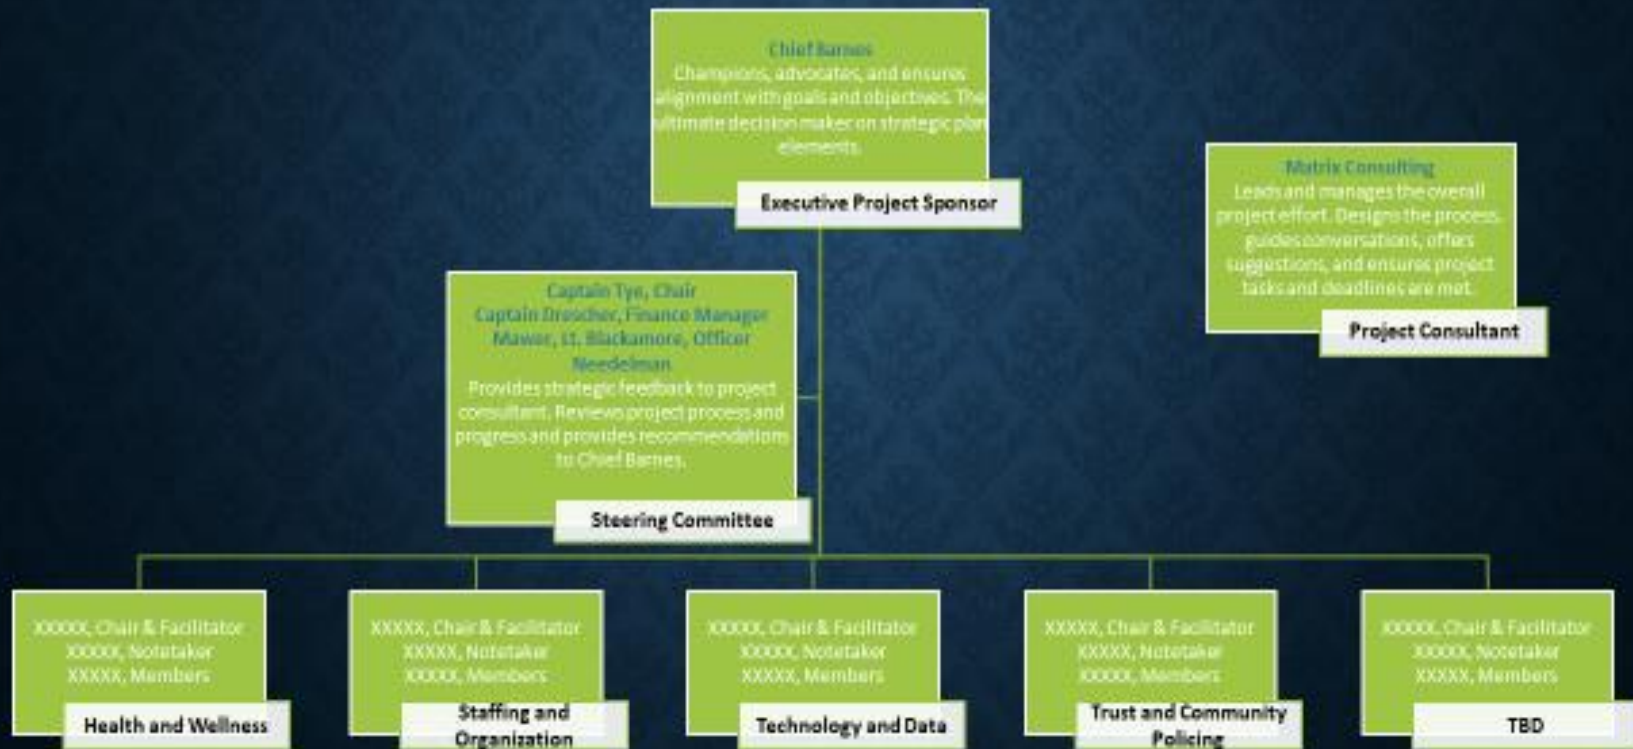 Chief Barnes
Champions, advocates, and ensures
alignment with goals and objectives. The
ultimate decision maker on strategic plan
elements.
Executive Project Sponsor
Matrix Consulting
Leads and manages the overall
project effort. Designs the process,
guides conversations, offers
suggestions, and ensures project
tasks and deadlines are met.
Project Consultant
Captain Tye, Chair
Captain Drescher, Finance Manager
Mawer, Lt. Blackamore, Officer
Needelman
Provides strategic feedback to project
consultant. Reviews project process and
progress and provides recommendations
to Chief Barnes.
Steering Committee
XXXXX, Chair & Facilitator
XXXXX, Notetaker
XXXXX, Members
Health and Wellness
XXXXX, Chair & Facilitator
XXXXX, Notetaker
XXXXX, Members
Staffing and
Organization
XXXXX, Chair & Facilitator
XXXXX, Notetaker
XXXXX, Members
Technology and Data
XXXXX, Chair & Facilitator
XXXXX, Notetaker
XXXXX, Members
Trust and Community
Policing
XXXXX, Chair & Facilitator
XXXXX, Notetaker
XXXXX, Members
TBD